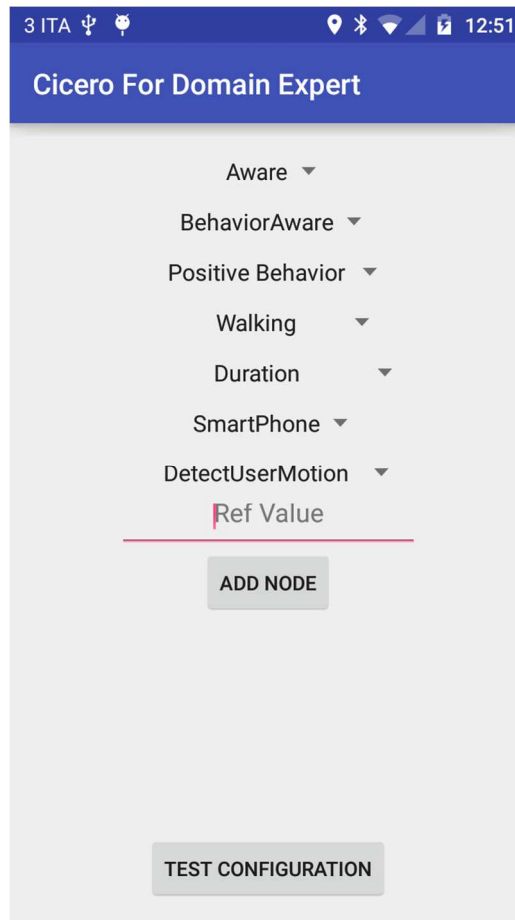 3 ITA 12:51
Cicero For Domain Expert
Aware
BehaviorAware
Positive Behavior
Walking
Duration
SmartPhone
DetectUserMotion
Ref Value
ADD NODE
TEST CONFIGURATION